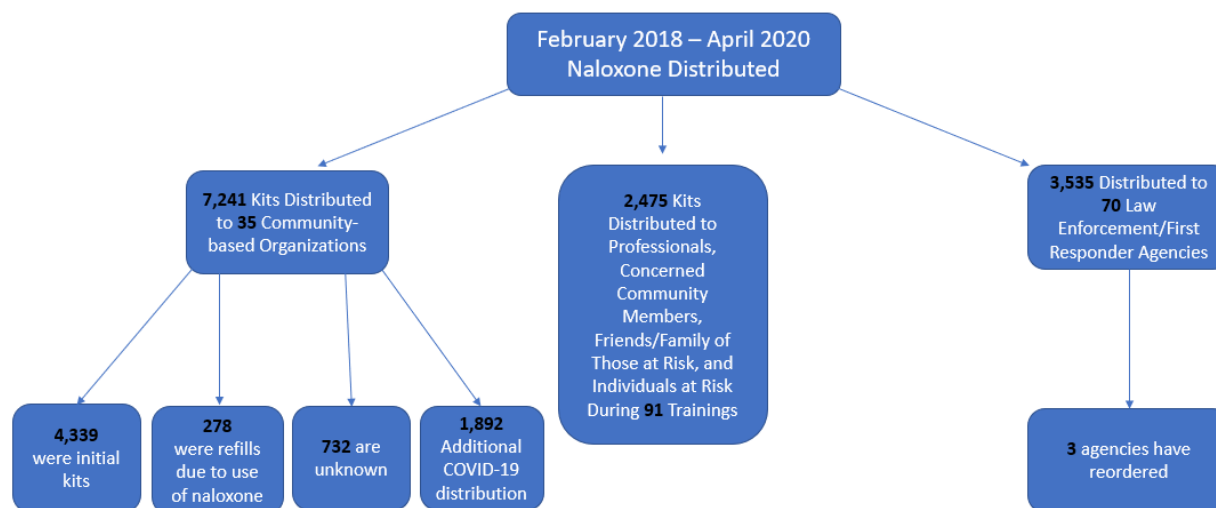 February 2018 – April 2020
Naloxone Distributed
7,241 Kits Distributed
to 35 Community-
based Organizations
2,475 Kits
Distributed to
Professionals,
Concerned
Community
Members,
Friends/Family of
Those at Risk, and
Individuals at Risk
During 91 Trainings
3,535 Distributed to
70 Law
Enforcement/First
Responder Agencies
4,339
were initial
kits
278
were refills
due to use
of naloxone
732 are
unknown
1,892
Additional
COVID-19
distribution
3 agencies have
reordered